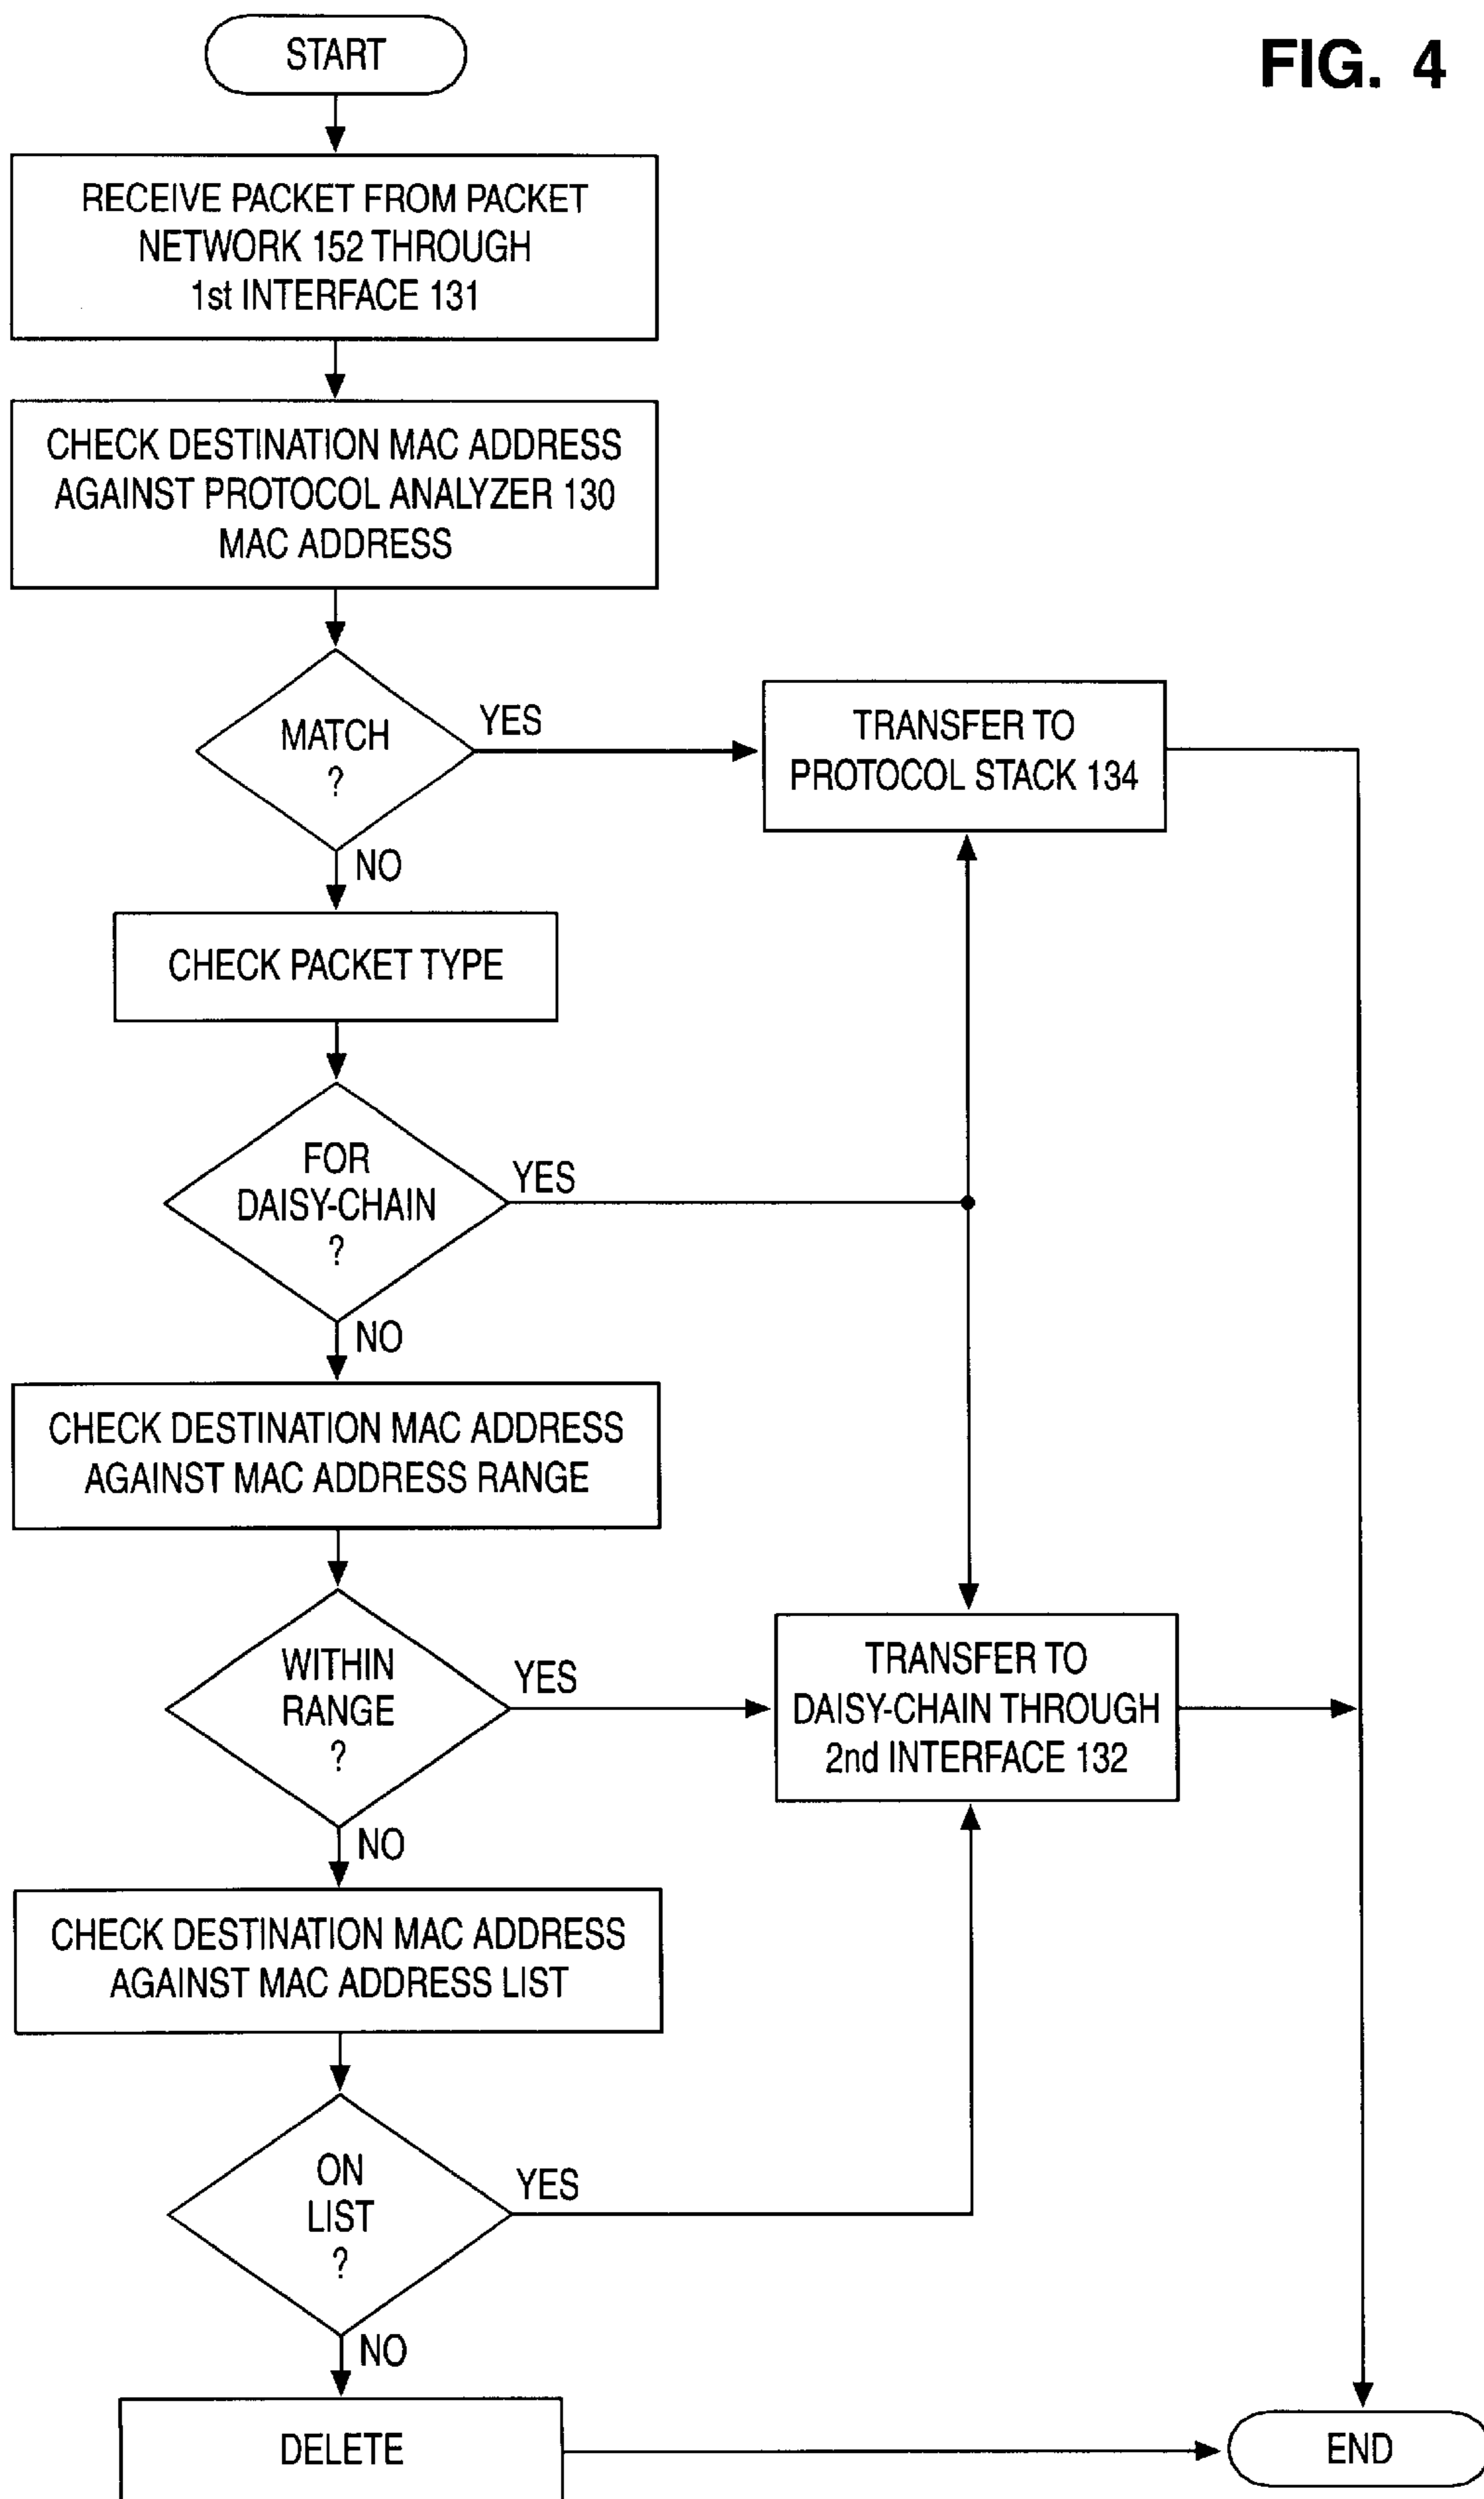 FIG. 4
START
RECEIVE PACKET FROM PACKET
NETWORK 152 THROUGH
1st INTERFACE 131
CHECK DESTINATION MAC ADDRESS
AGAINST PROTOCOL ANALYZER 130
MAC ADDRESS
MATCH
?
YES
TRANSFER TO
PROTOCOL STACK 134
NO
CHECK PACKET TYPE
FOR
DAISY-CHAIN
?
YES
NO
CHECK DESTINATION MAC ADDRESS
AGAINST MAC ADDRESS RANGE
WITHIN
RANGE
?
YES
TRANSFER TO
DAISY-CHAIN THROUGH
2nd INTERFACE 132
NO
CHECK DESTINATION MAC ADDRESS
AGAINST MAC ADDRESS LIST
ON
LIST
?
YES
NO
DELETE
END